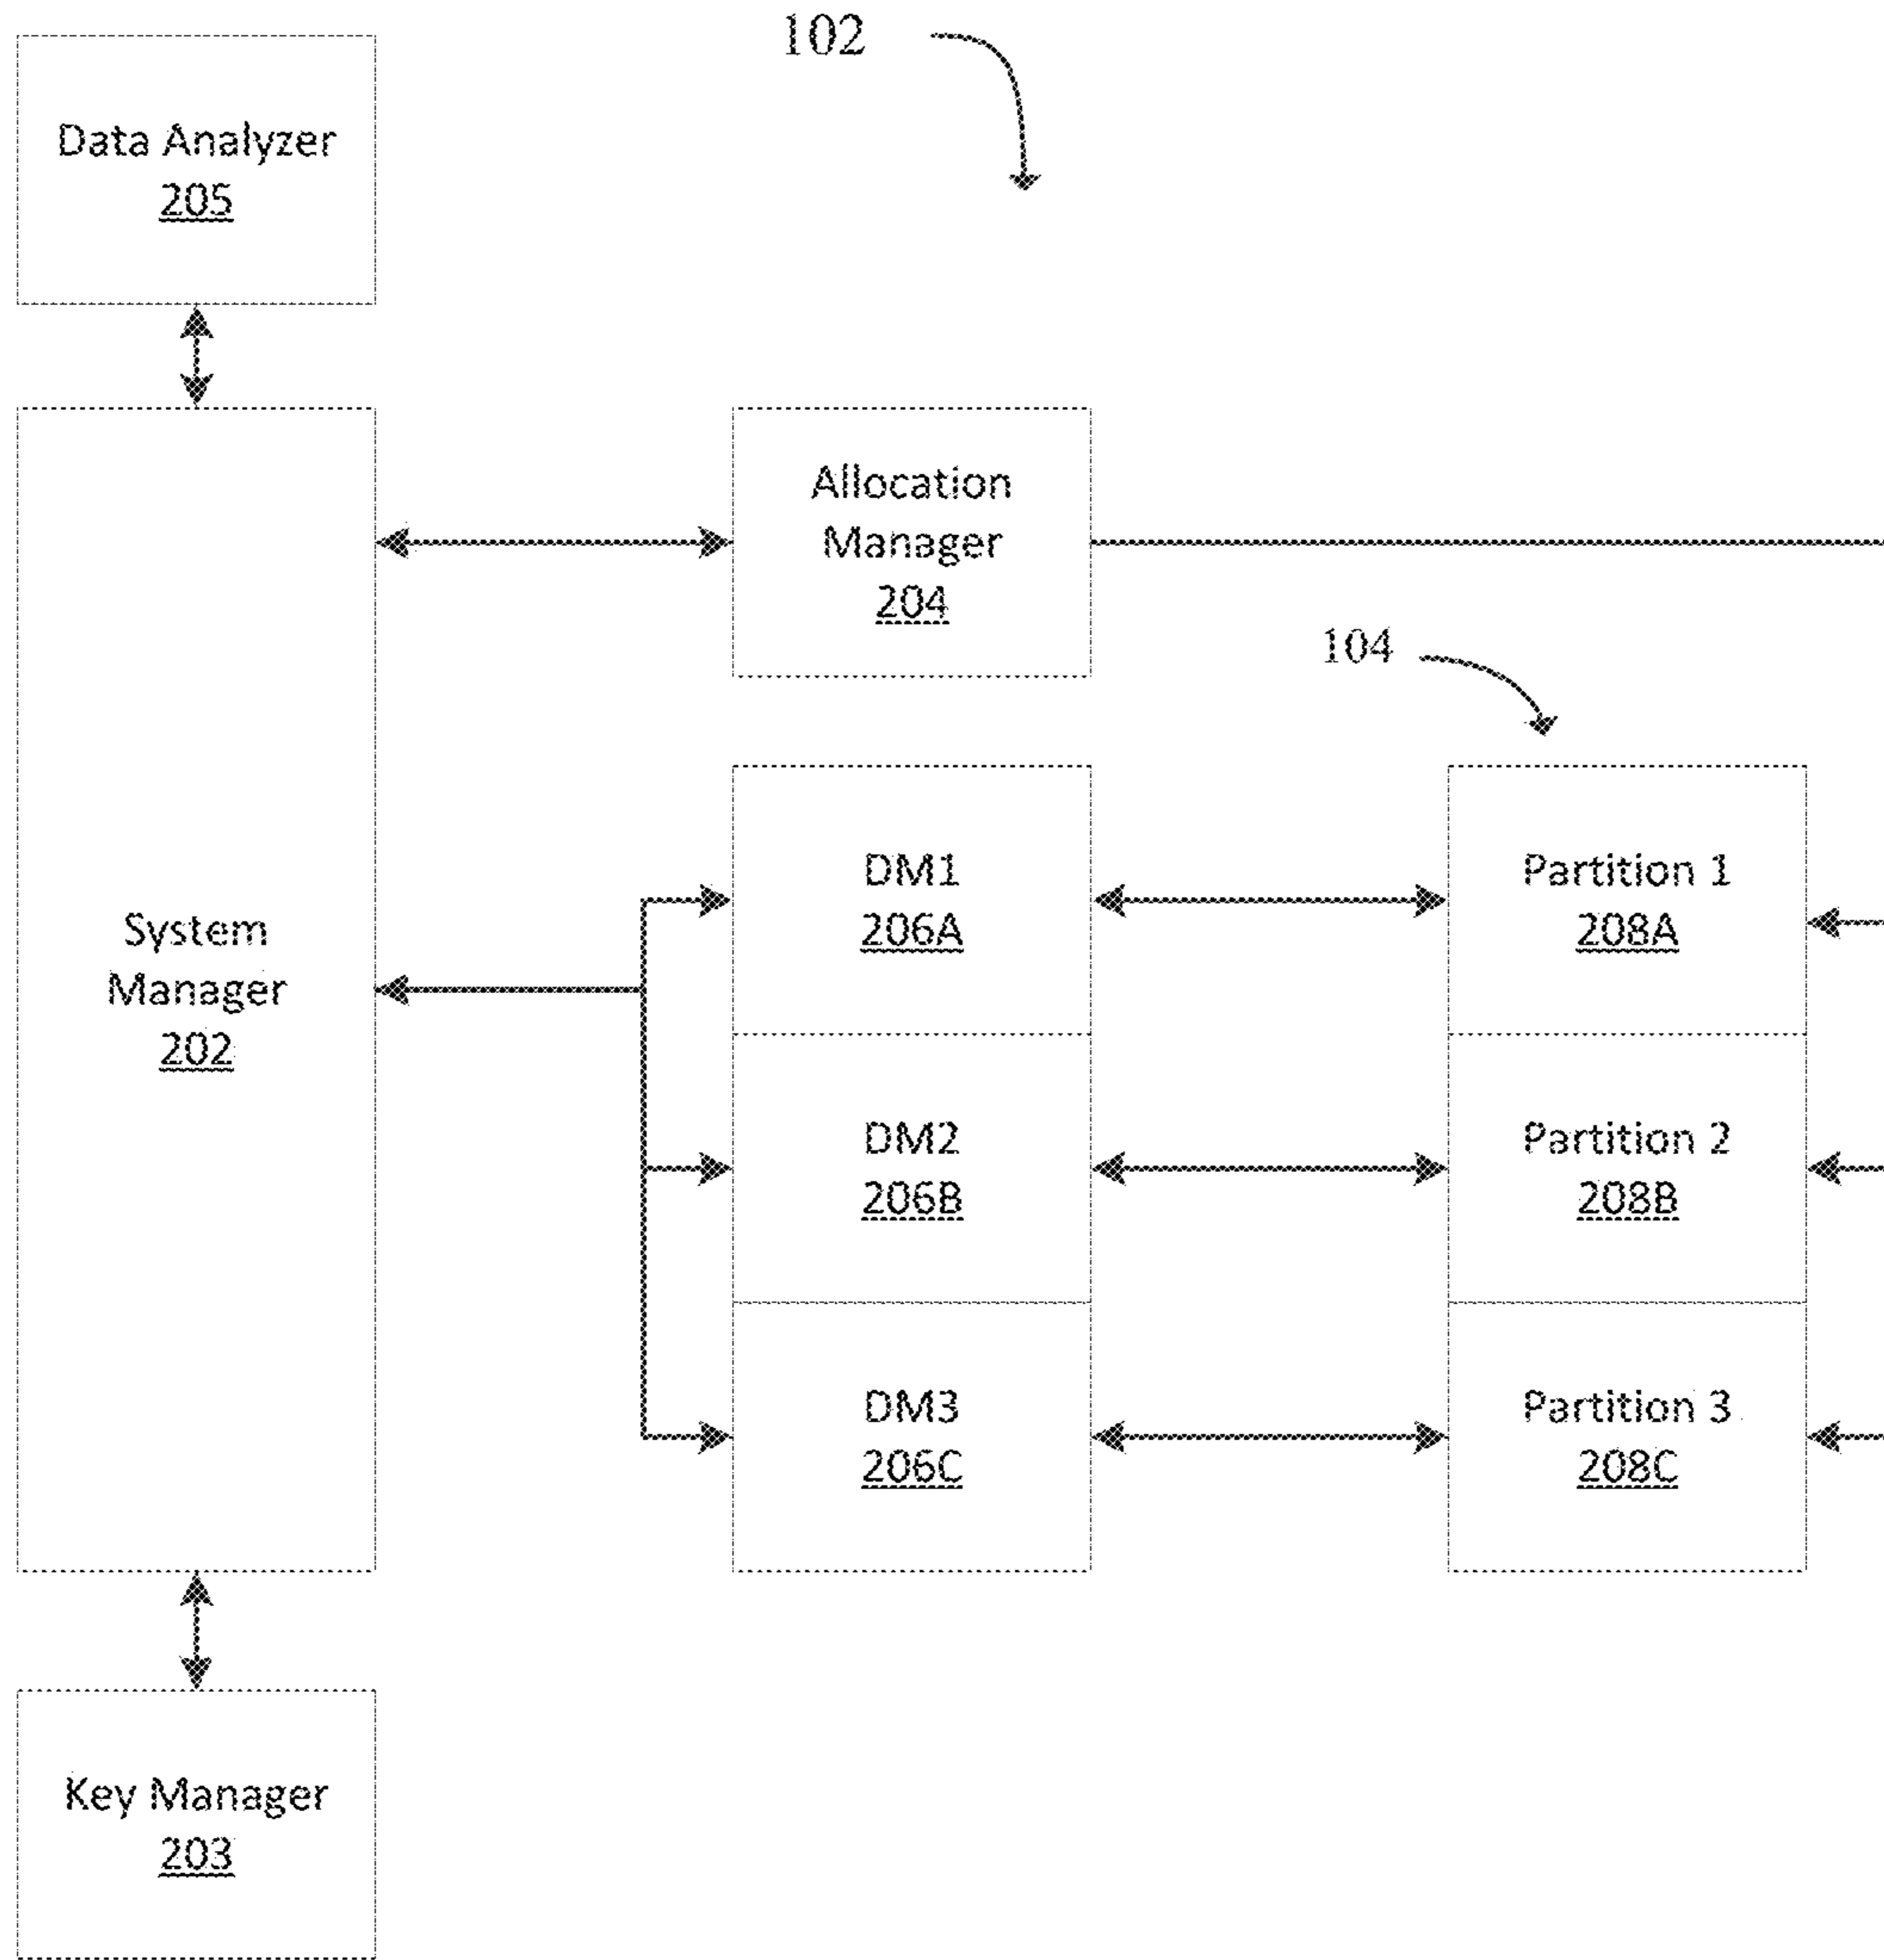 102
Data Analyzer
205
Allocation
Manager
204
104
System
Manager
202
DM1
206A
Partition 1
208A
DM2
206B
Partition 2
208B
DM3
206C
Partition 3
208C
Key Manager
203